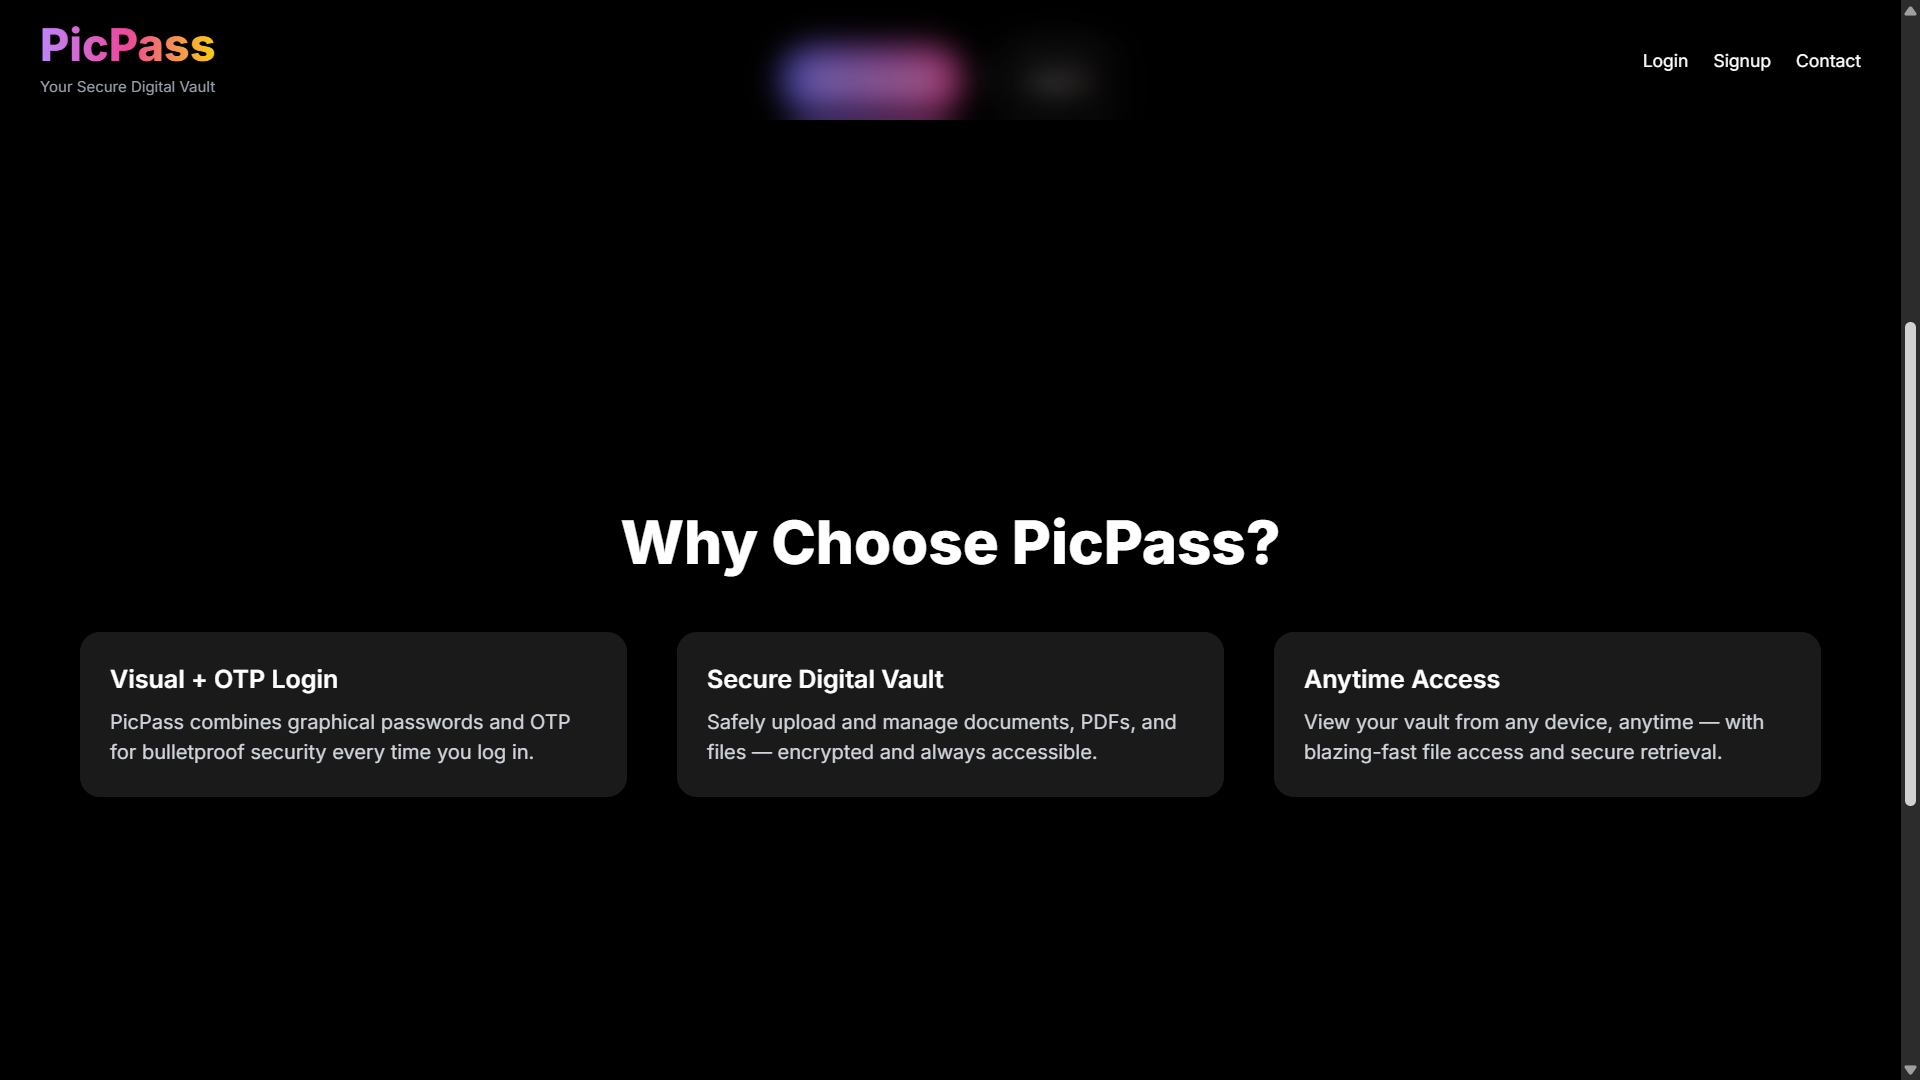 PicPass
Your Secure Digital Vault
Login Signup Contact
Why Choose PicPass?
Visual + OTP Login
PicPass combines graphical passwords and OTP
for bulletproof security every time you log in.
Secure Digital Vault
Safely upload and manage documents, PDFs, and
files — encrypted and always accessible.
Anytime Access
View your vault from any device, anytime — with
blazing-fast file access and secure retrieval.